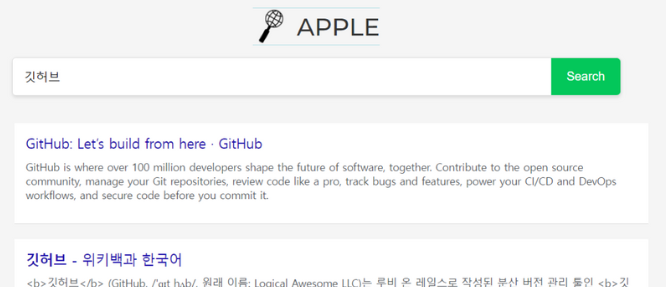 APPLE
깃허브
Search
GitHub: Let's build from here · GitHub
GitHub is where over 100 million developers shape the future of software, together. Contribute to the open source
community, manage your Git repositories, review code like a pro, track bugs and features, power your CI/CD and DevOps
workflows, and secure code before you commit it.
깃허브 - 위키백과 한국어
<b>깃허브</b> (GitHub, /'ɡɪt hʌb/, 원래 이름: Logical Awesome LLC)는 루비 온 레일스로 작성된 분산 버전 관리 툴인 <b>깃